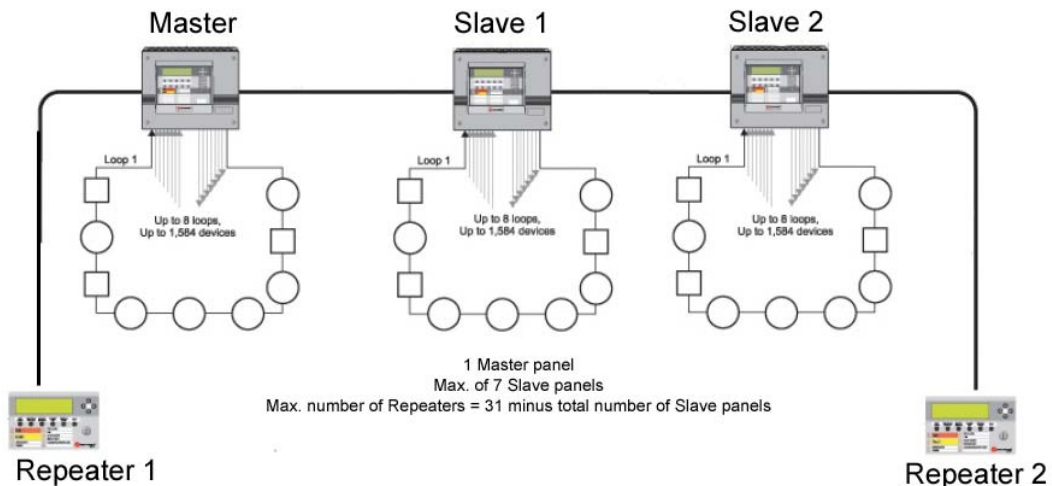 Master
Slave 1
Slave 2
Loop 1
Loop 1
Loop 1
Up to 8 loops,
Up to 1,584 devices
Up to 8 loops,
Up to 1,584 devices
Up to 8 loops,
Up to 1,584 devices
1 Master panel
Max. of 7 Slave panels
Max. number of Repeaters = 31 minus total number of Slave panels
Repeater 1
Repeater 2